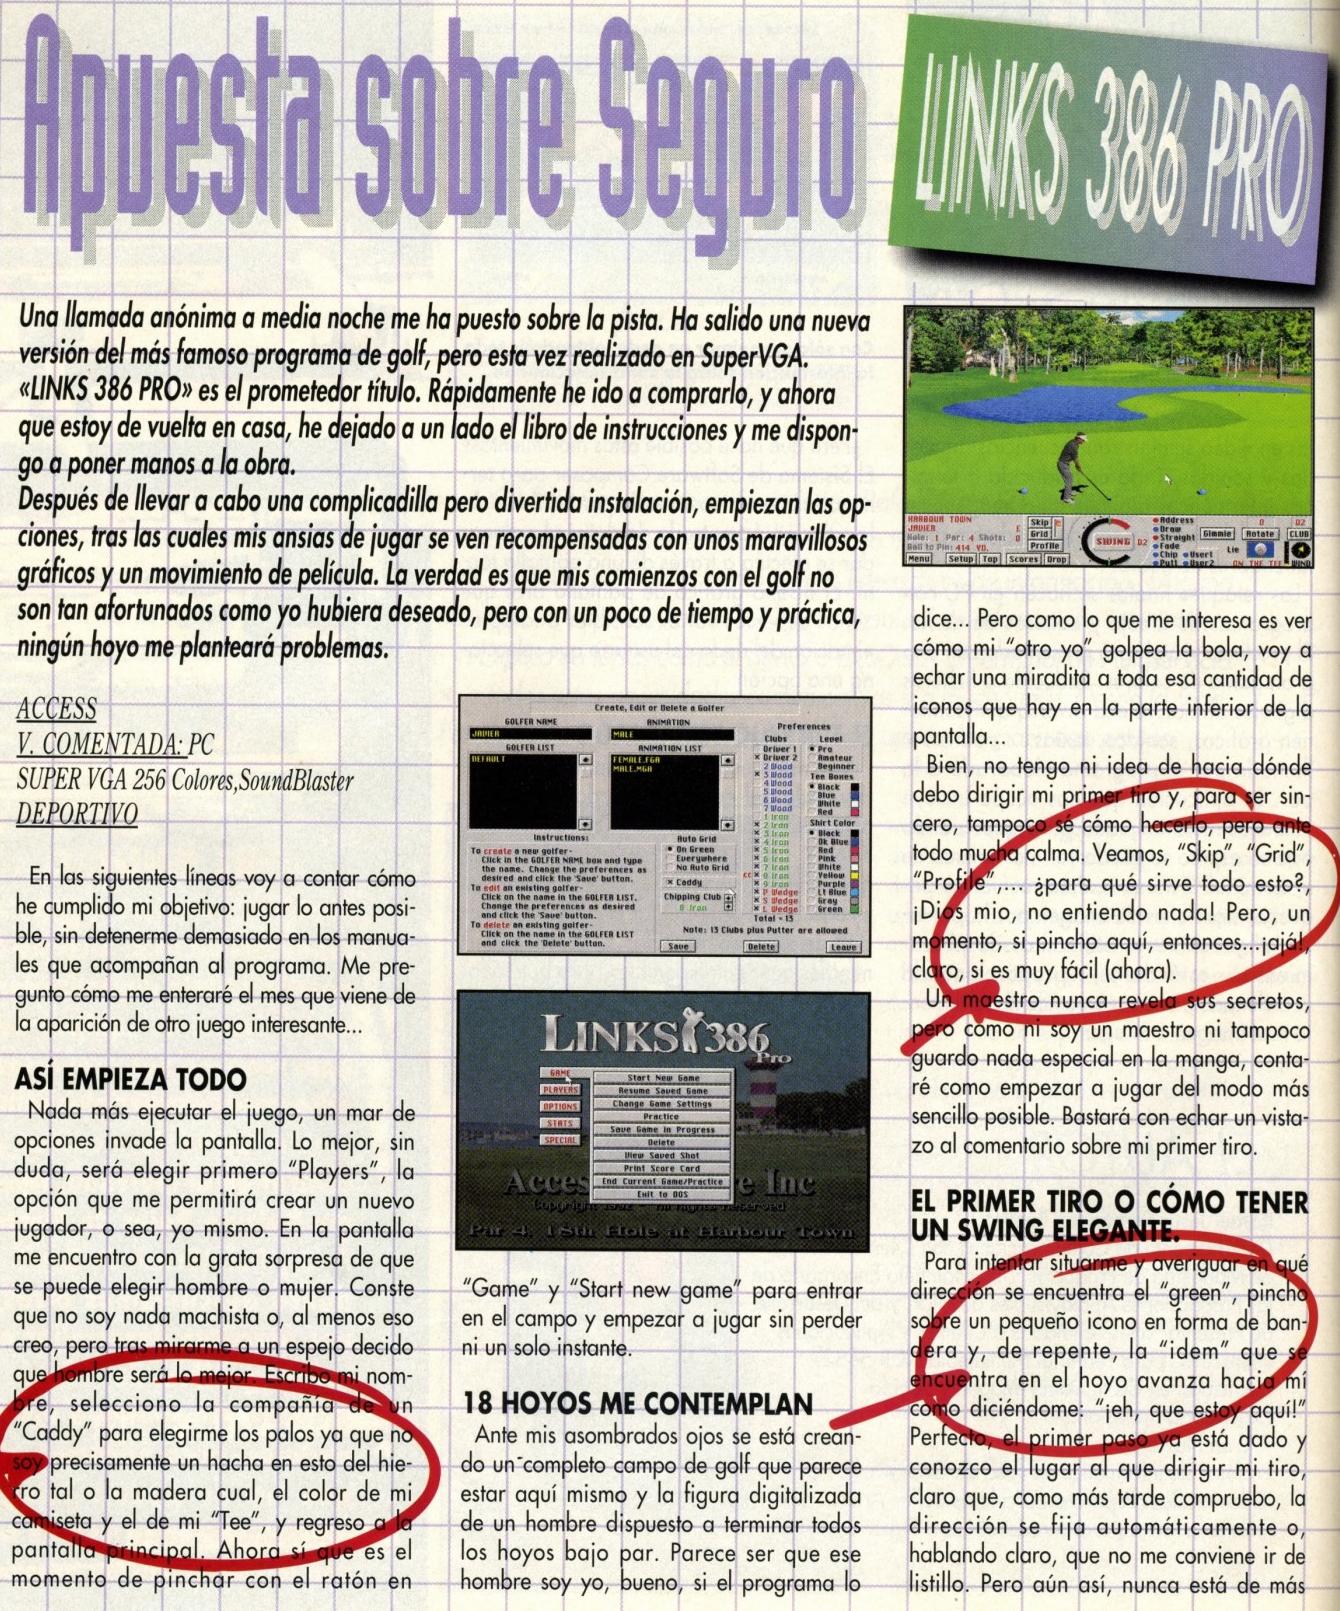 Apuesta sobre Seguro
LINKS 386 PRO
Una llamada anónima a media noche me ha puesto sobre la pista. Ha salido una nueva
versión del más famoso programa de golf, pero esta vez realizado en SuperVGA.
«LINKS 386 PRO» es el prometedor título. Rápidamente he ido a comprarlo, y ahora
que estoy de vuelta en casa, he dejado a un lado el libro de instrucciones y me dispon-
go a poner manos a la obra.
Después de llevar a cabo una complicadilla pero divertida instalación, empiezan las op-
ciones, tras las cuales mis ansias de jugar se ven recompensadas con unos maravillosos
gráficos y un movimiento de película. La verdad es que mis comienzos con el golf no
son tan afortunados como yo hubiera deseado, pero con un poco de tiempo y práctica,
ningún hoyo me planteará problemas.
ACCESS
V. COMENTADA: PC
SUPER VGA 256 Colores,SoundBlaster
DEPORTIVO
En las siguientes líneas voy a contar cómo
he cumplido mi objetivo: jugar lo antes posi-
ble, sin detenerme demasiado en los manua-
les que acompañan al programa. Me pre-
gunto cómo me enteraré el mes que viene de
la aparición de otro juego interesante...
ASÍ EMPIEZA TODO
Nada más ejecutar el juego, un mar de
opciones invade la pantalla. Lo mejor, sin
duda, será elegir primero "Players", la
opción que me permitirá crear un nuevo
jugador, o sea, yo mismo. En la pantalla
me encuentro con la grata sorpresa de que
se puede elegir hombre o mujer. Conste
que no soy nada machista o, al menos eso
creo, pero tras mirarme a un espejo decido
que hombre será lo mejor. Escribo mi nom-
bre, selecciono la compañía de un
"Caddy" para elegirme los palos ya que no
soy precisamente un hacha en esto del hie-
rro tal o la madera cual, el color de mi
camiseta y el de mi "Tee", y regreso a la
pantalla principal. Ahora sí que es el
momento de pinchar con el ratón en
Create, Edit or Delete a Golfer
GOLFER NAME
ANIMATION
JAVIER
MALE
GOLFER LIST
ANIMATION LIST
DEFAULT
FEMALE.FGA
MALE.MGA
Instructions:
To create a new golfer-
Click in the GOLFER NAME box and type
the name. Change the preferences as
desired and click the 'Save' button.
To edit an existing golfer-
Click on the name in the GOLFER LIST.
Change the preferences as desired
and click the 'Save' button.
To delete an existing golfer-
Click on the name in the GOLFER LIST
and click the 'Delete' button.
Auto Grid
On Green
Everywhere
No Auto Grid
Caddy
Chipping Club
8 Iron
Preferences
Clubs
Driver 1
Driver 2
2 Wood
3 Wood
4 Wood
5 Wood
6 Wood
7 Wood
1 Iron
2 Iron
3 Iron
4 Iron
5 Iron
6 Iron
7 Iron
8 Iron
9 Iron
P Wedge
S Wedge
L Wedge
Total = 13
Level
Pro
Amateur
Beginner
Tee Boxes
Black
Blue
White
Red
Shirt Color
Black
Dk Blue
Red
Pink
White
Yellow
Purple
Lt Blue
Gray
Green
Note: 13 Clubs plus Putter are allowed
Save
Delete
Leave
LINKS 386
Pro
GAME
PLAYERS
OPTIONS
STATS
SPECIAL
Start New Game
Resume Saved Game
Change Game Settings
Practice
Save Game in Progress
Delete
View Saved Shot
Print Score Card
End Current Game/Practice
Exit to DOS
Acces re Inc
Copyright 1992 - no rights reserved
Par 4, 18th Hole at Harbour Town
"Game" y "Start new game" para entrar
en el campo y empezar a jugar sin perder
ni un solo instante.
18 HOYOS ME CONTEMPLAN
Ante mis asombrados ojos se está crean-
do un completo campo de golf que parece
estar aquí mismo y la figura digitalizada
de un hombre dispuesto a terminar todos
los hoyos bajo par. Parece ser que ese
hombre soy yo, bueno, si el programa lo
HARBOUR TOWN
JAVIER E
Hole: 1 Par: 4 Shots: 0
Ball to Pin: 414 YD.
Menu
Setup
Top
Scores
Drop
Skip
Grid
Profile
SWING
D2
Address
Draw
Straight
Fade
Chip
User1
Putt
User2
Gimmie
0
Rotate
D2
CLUB
Lie
ON THE TEE
WIND
dice... Pero como lo que me interesa es ver
cómo mi "otro yo" golpea la bola, voy a
echar una miradita a toda esa cantidad de
iconos que hay en la parte inferior de la
pantalla...
Bien, no tengo ni idea de hacia dónde
debo dirigir mi primer tiro y, para ser sin-
cero, tampoco sé cómo hacerlo, pero ante
todo mucha calma. Veamos, "Skip", "Grid",
"Profile",... ¿para qué sirve todo esto?,
¡Dios mio, no entiendo nada! Pero, un
momento, si pincho aquí, entonces...¡ajá!,
claro, si es muy fácil (ahora).
Un maestro nunca revela sus secretos,
pero como ni soy un maestro ni tampoco
guardo nada especial en la manga, conta-
ré como empezar a jugar del modo más
sencillo posible. Bastará con echar un vista-
zo al comentario sobre mi primer tiro.
EL PRIMER TIRO O CÓMO TENER
UN SWING ELEGANTE.
Para intentar situarme y averiguar en qué
dirección se encuentra el "green", pincho
sobre un pequeño icono en forma de ban-
dera y, de repente, la "idem" que se
encuentra en el hoyo avanza hacia mí
como diciéndome: "¡eh, que estoy aquí!"
Perfecto, el primer paso ya está dado y
conozco el lugar al que dirigir mi tiro,
claro que, como más tarde compruebo, la
dirección se fija automáticamente o,
hablando claro, que no me conviene ir de
listillo. Pero aún así, nunca está de más